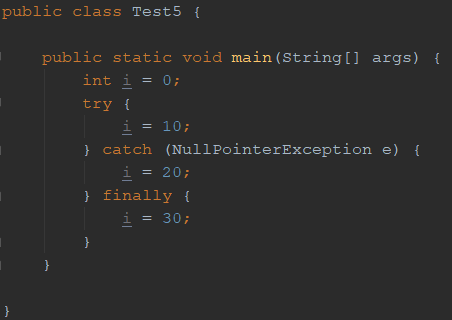 public class Test5 {
public static void main(String[] args) {
int i = 0;
try {
i = 10;
} catch (NullPointerException e) {
i = 20;
} finally {
i = 30;
}
}
}